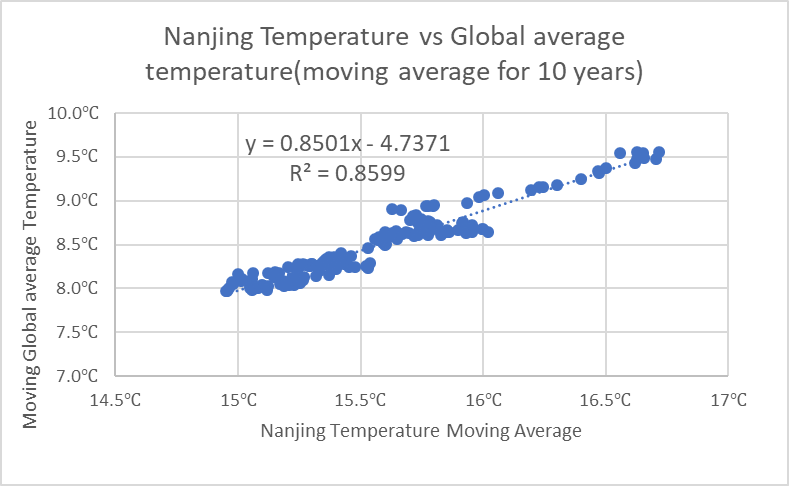 Nanjing Temperature vs Global average
temperature(moving average for 10 years)
y = 0.8501x - 4.7371
R² = 0.8599
10.0℃
9.5℃
9.0℃
8.5℃
8.0℃
7.5℃
7.0℃
14.5℃ 15℃ 15.5℃ 16℃ 16.5℃ 17℃
Moving Global average Temperature
Nanjing Temperature Moving Average